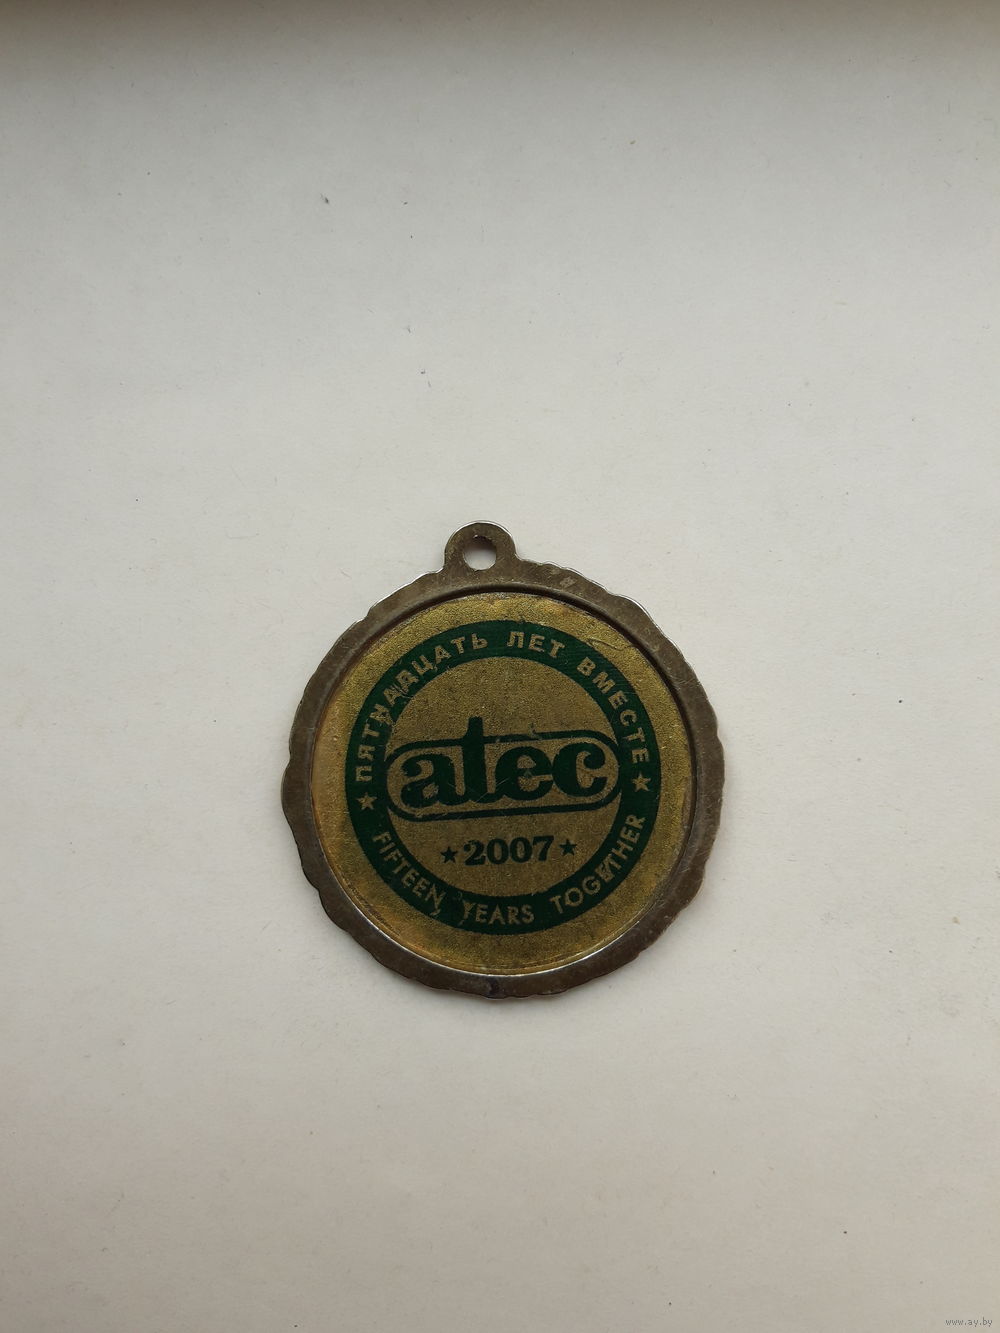 ПЯТНАДЦАТЬ ЛЕТ ВМЕСТЕ
atec
★ 2007 ★
★ FIFTEEN YEARS TOGETHER ★
www.ay.by